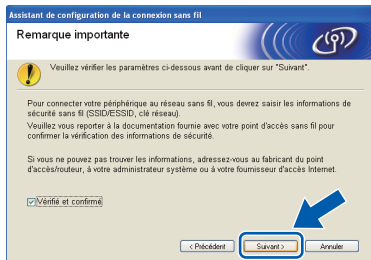 Assistant de configuration de la connexion sans fil
Remarque importante
Veuillez vérifier les paramètres ci-dessous avant de cliquer sur "Suivant".
Pour connecter votre périphérique au réseau sans fil, vous devrez saisir les informations de
sécurité sans fil (SSID/ESSID, clé réseau).
Veuillez vous reporter à la documentation fournie avec votre point d'accès sans fil pour
confirmer la vérification des informations de sécurité.
Si vous ne pouvez pas trouver les informations, adressez-vous au fabricant du point
d'accès/routeur, à votre administrateur système ou à votre fournisseur d'accès Internet.
Vérifié et confirmé
< Précédent
Suivant >
Annuler